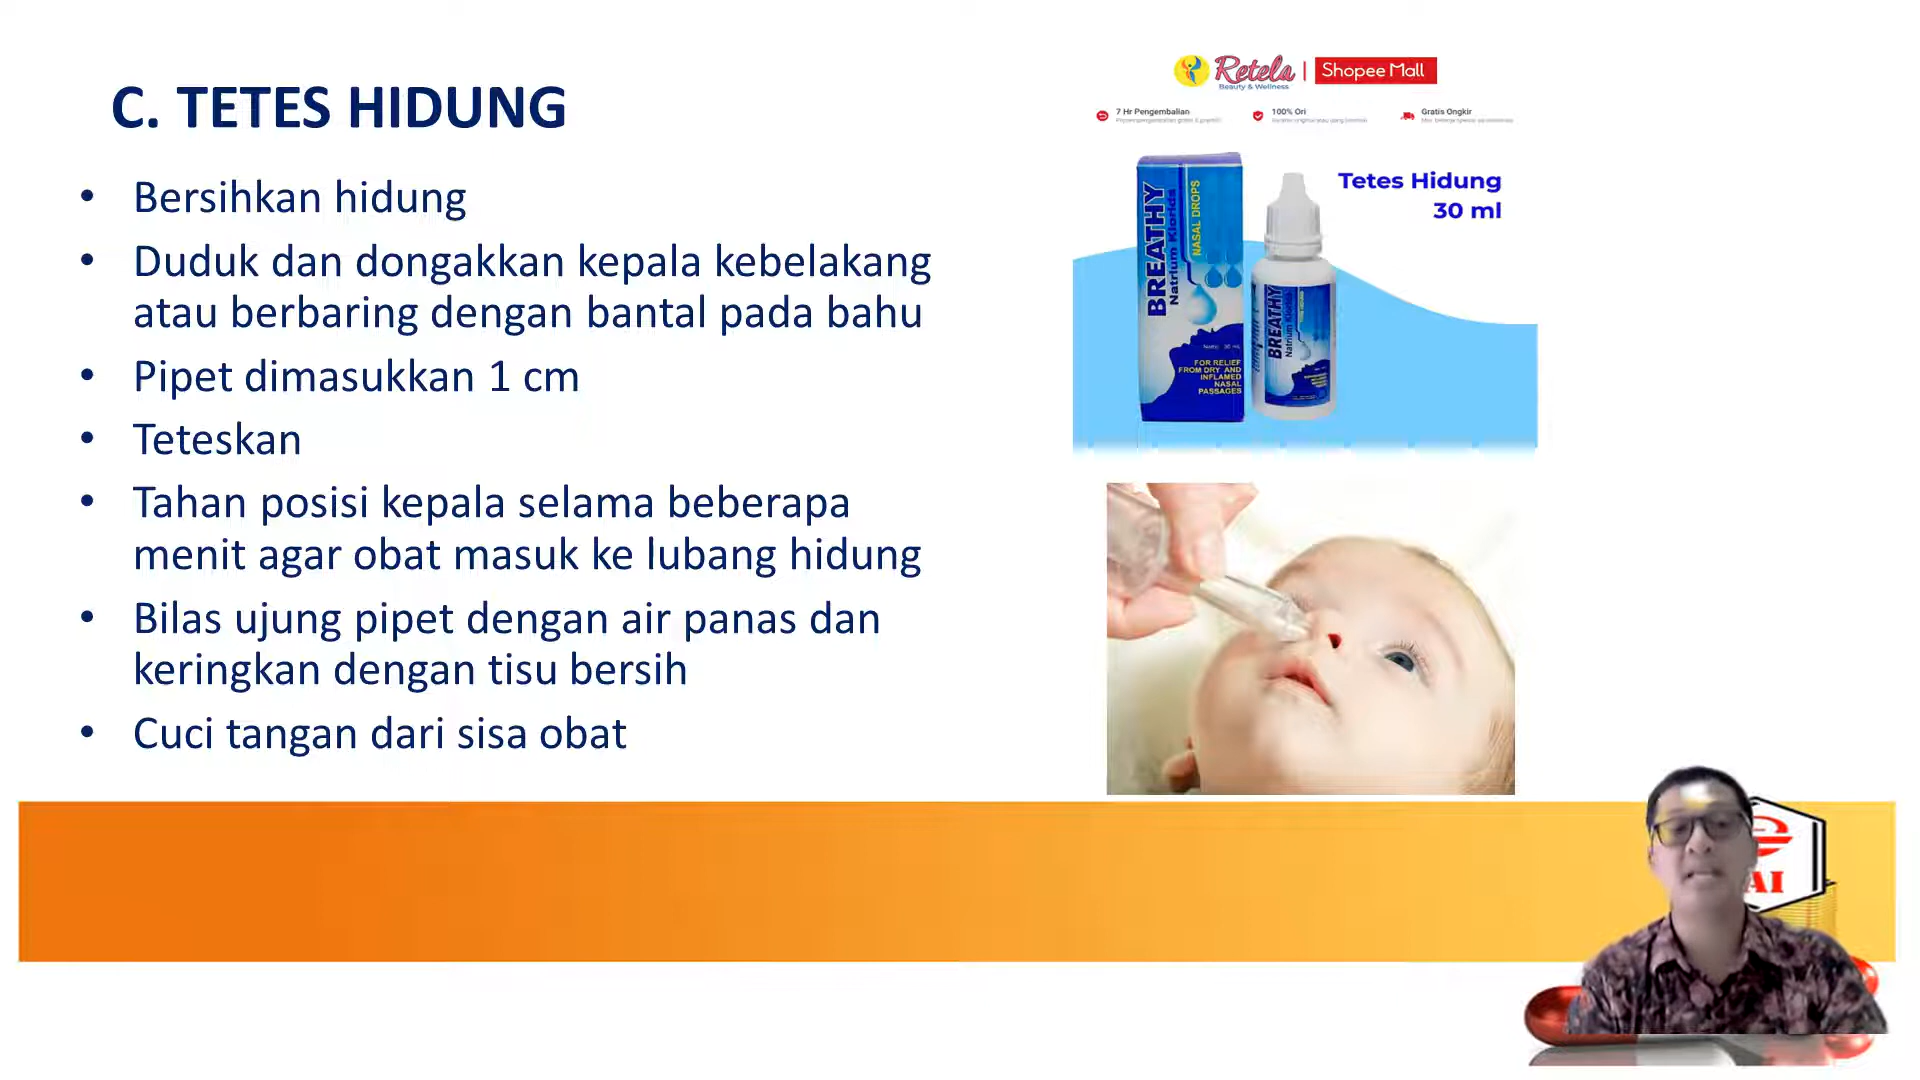 C. TETES HIDUNG
• Bersihkan hidung
• Duduk dan dongakkan kepala kebelakang
atau berbaring dengan bantal pada bahu
• Pipet dimasukkan 1 cm
• Teteskan
• Tahan posisi kepala selama beberapa
menit agar obat masuk ke lubang hidung
• Bilas ujung pipet dengan air panas dan
keringkan dengan tisu bersih
• Cuci tangan dari sisa obat
Retela
Beauty & Wellness
Shopee Mall
7 Hr Pengembalian
100% Ori
Gratis Ongkir
Tetes Hidung
30 ml
BREATHY
Natrium Klorida
NASAL DROPS
FOR RELIEF
FROM DRY AND
INFLAMED
NASAL
PASSAGES
BREATHY
Natrium Klorida
AI